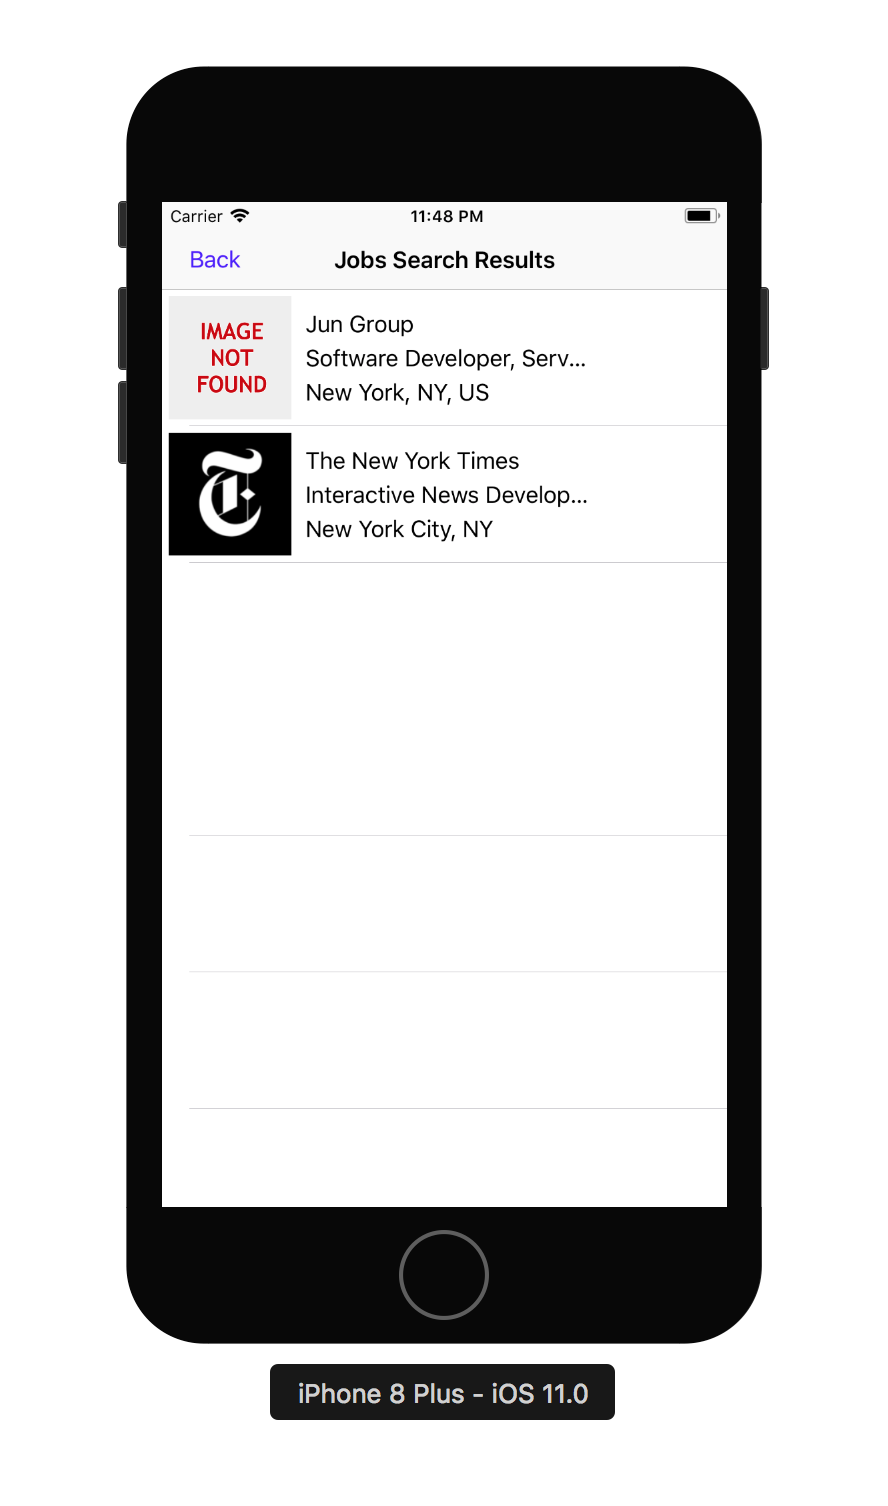 Carrier 11:48 PM
Back Jobs Search Results
IMAGE
NOT
FOUND
Jun Group
Software Developer, Serv...
New York, NY, US
T
The New York Times
Interactive News Develop...
New York City, NY
iPhone 8 Plus - iOS 11.0